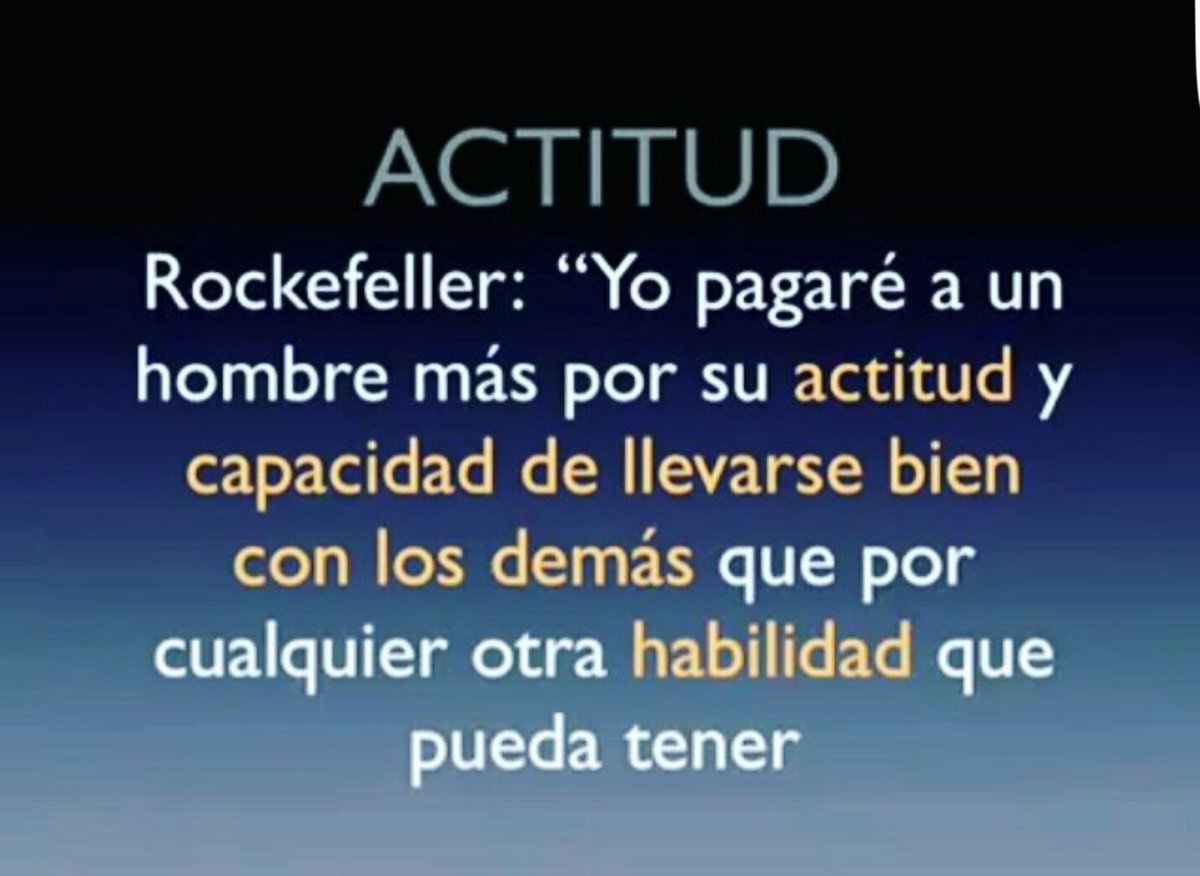 ACTITUD
Rockefeller: “Yo pagaré a un
hombre más por su actitud y
capacidad de llevarse bien
con los demás que por
cualquier otra habilidad que
pueda tener